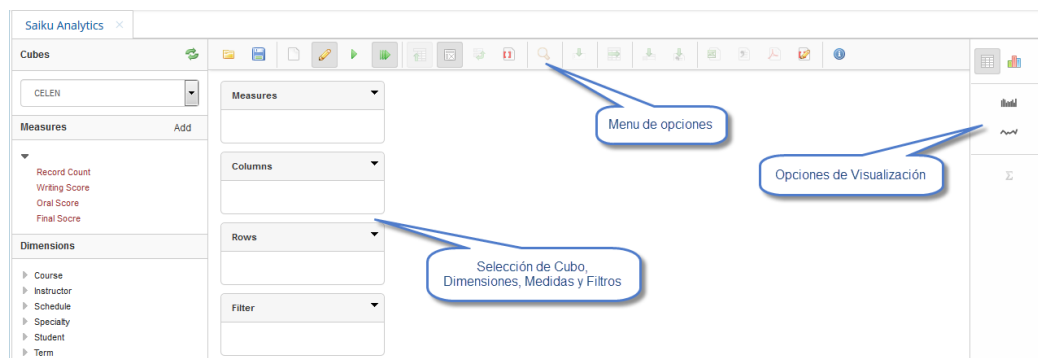 Saiku Analytics
Cubes
CELEN
Measures Add
Record Count
Writing Score
Oral Score
Final Socre
Dimensions
Course
Instructor
Schedule
Specialty
Student
Term
Measures
Columns
Rows
Filter
Menu de opciones
Opciones de Visualización
Selección de Cubo,
Dimensiones, Medidas y Filtros
Σ